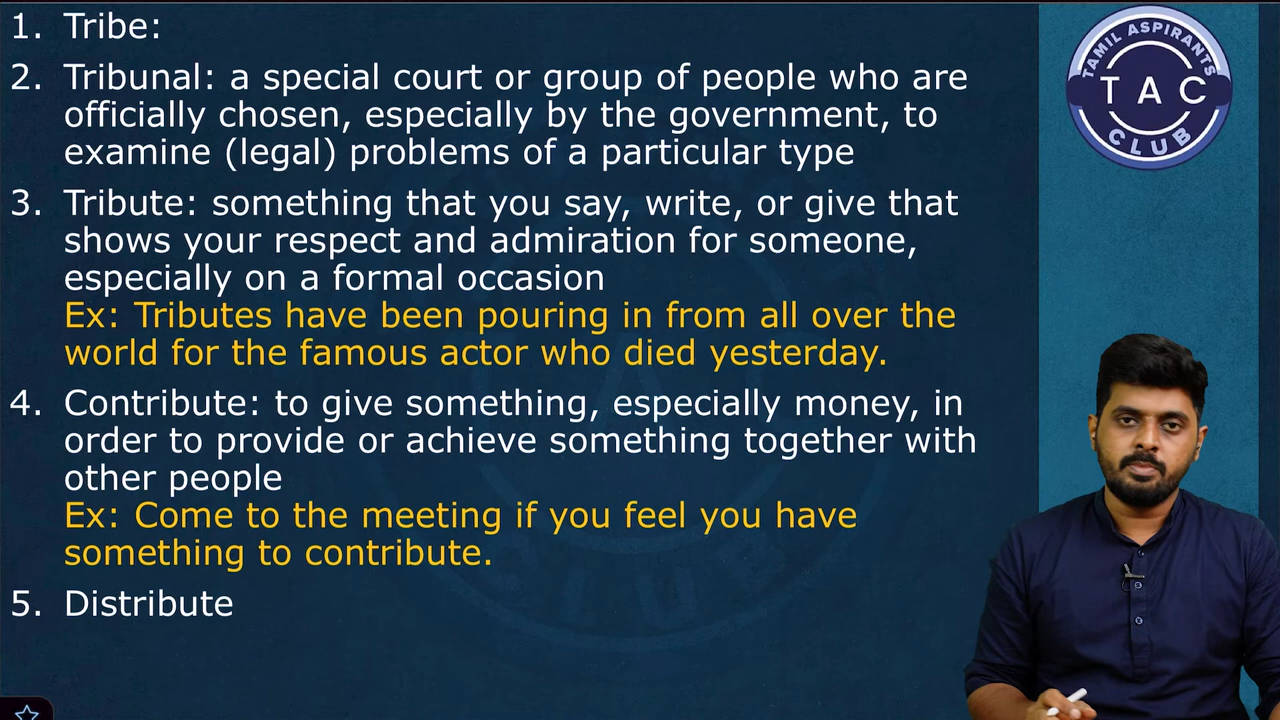 1. Tribe:
2. Tribunal: a special court or group of people who are
officially chosen, especially by the government, to
examine (legal) problems of a particular type
3. Tribute: something that you say, write, or give that
shows your respect and admiration for someone,
especially on a formal occasion
Ex: Tributes have been pouring in from all over the
world for the famous actor who died yesterday.
4. Contribute: to give something, especially money, in
order to provide or achieve something together with
other people
Ex: Come to the meeting if you feel you have
something to contribute.
5. Distribute
TAMIL ASPIRANTS
TAC
CLUB